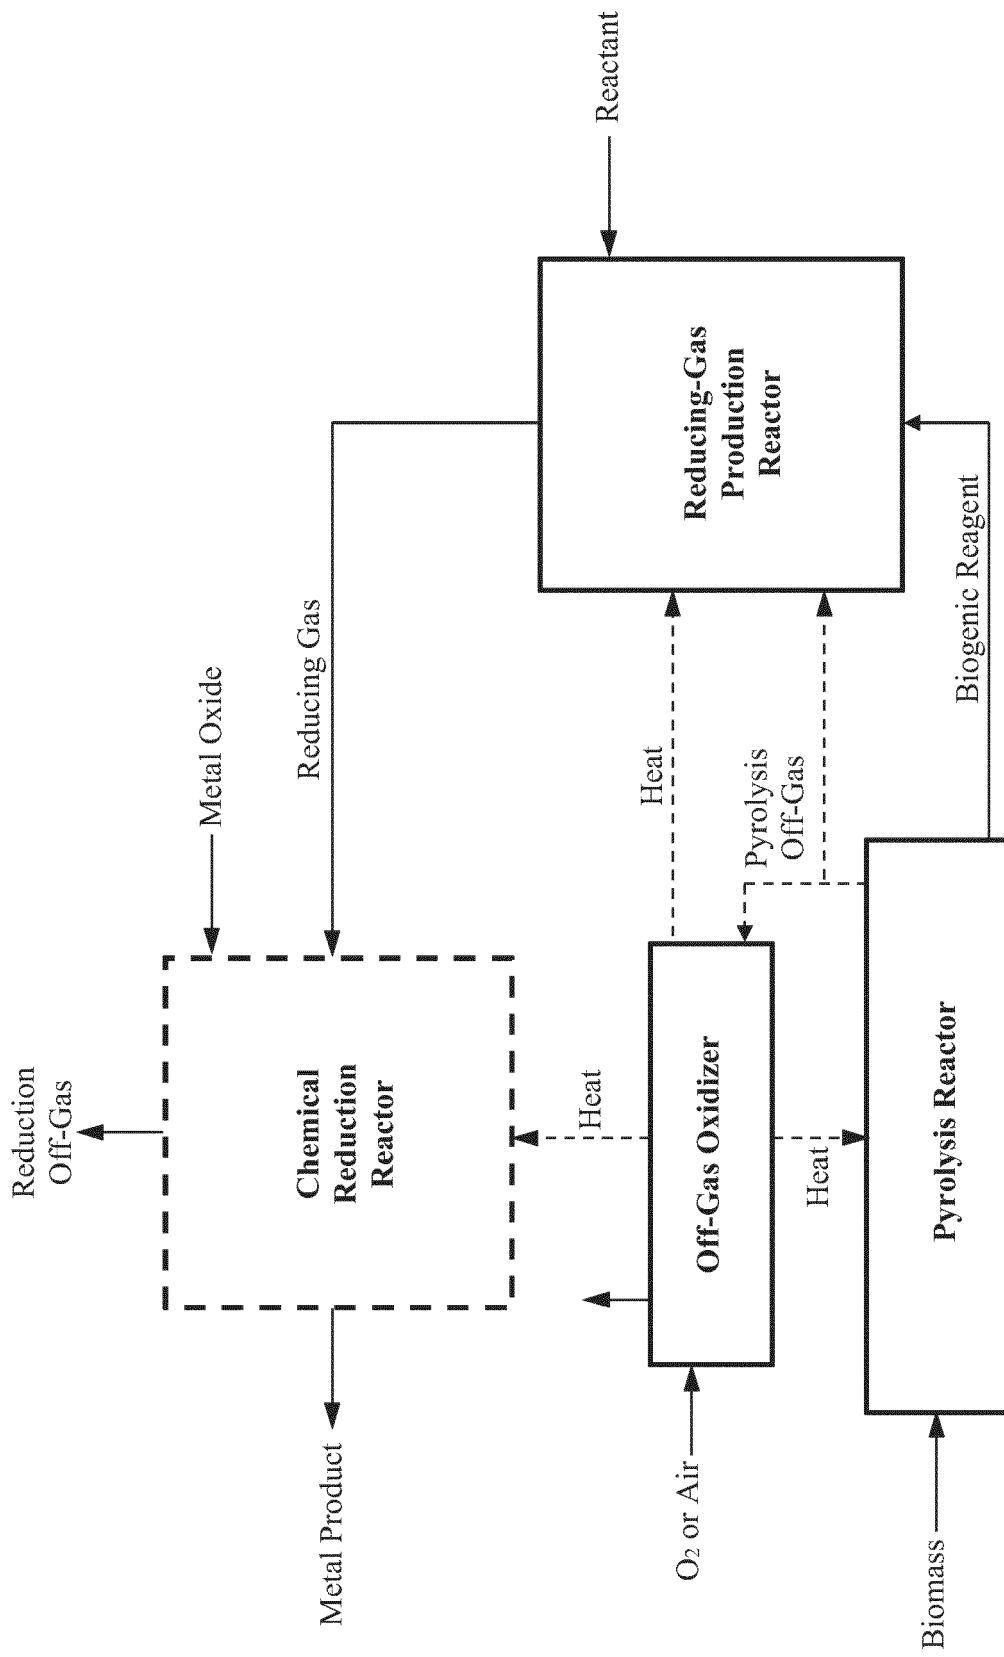 Reduction
Off-Gas
Metal Product
Chemical
Reduction
Reactor
Metal Oxide
Reducing Gas
Heat
O₂ or Air
Off-Gas Oxidizer
Heat
Heat
Pyrolysis
Off-Gas
Reducing-Gas
Production
Reactor
Reactant
Biomass
Pyrolysis Reactor
Biogenic Reagent